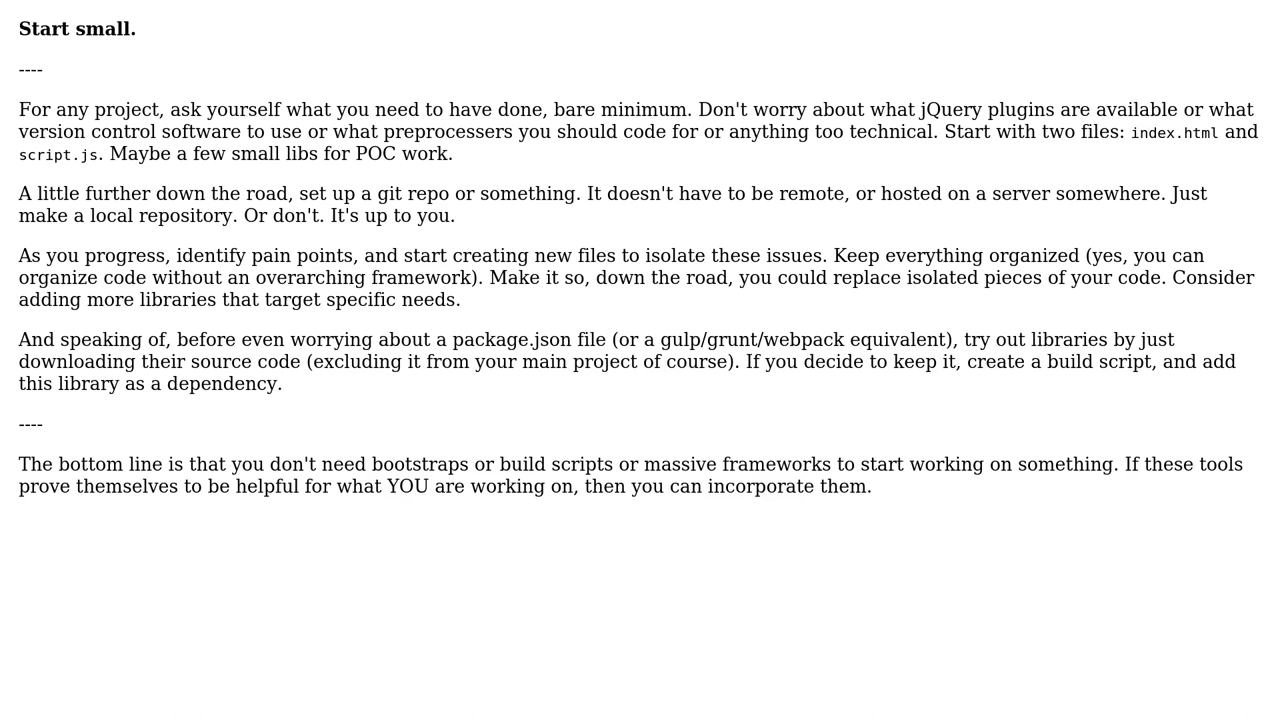 Start small.
----
For any project, ask yourself what you need to have done, bare minimum. Don't worry about what jQuery plugins are available or what
version control software to use or what preprocessers you should code for or anything too technical. Start with two files: index.html and
script.js. Maybe a few small libs for POC work.
A little further down the road, set up a git repo or something. It doesn't have to be remote, or hosted on a server somewhere. Just
make a local repository. Or don't. It's up to you.
As you progress, identify pain points, and start creating new files to isolate these issues. Keep everything organized (yes, you can
organize code without an overarching framework). Make it so, down the road, you could replace isolated pieces of your code. Consider
adding more libraries that target specific needs.
And speaking of, before even worrying about a package.json file (or a gulp/grunt/webpack equivalent), try out libraries by just
downloading their source code (excluding it from your main project of course). If you decide to keep it, create a build script, and add
this library as a dependency.
----
The bottom line is that you don't need bootstraps or build scripts or massive frameworks to start working on something. If these tools
prove themselves to be helpful for what YOU are working on, then you can incorporate them.